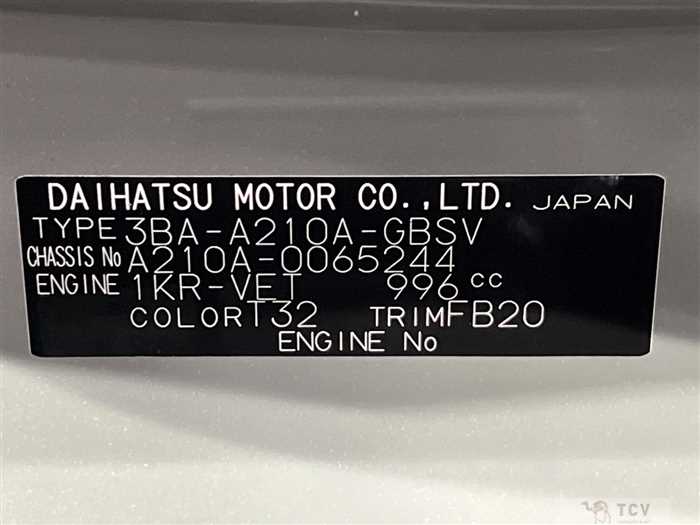 DAIHATSU MOTOR CO.,LTD. JAPAN
TYPE 3BA-A210A-GBSV
CHASSIS No A210A-0065244
ENGINE 1KR-VET 996 cc
COLOR T32 TRIM FB20
ENGINE No
TCV